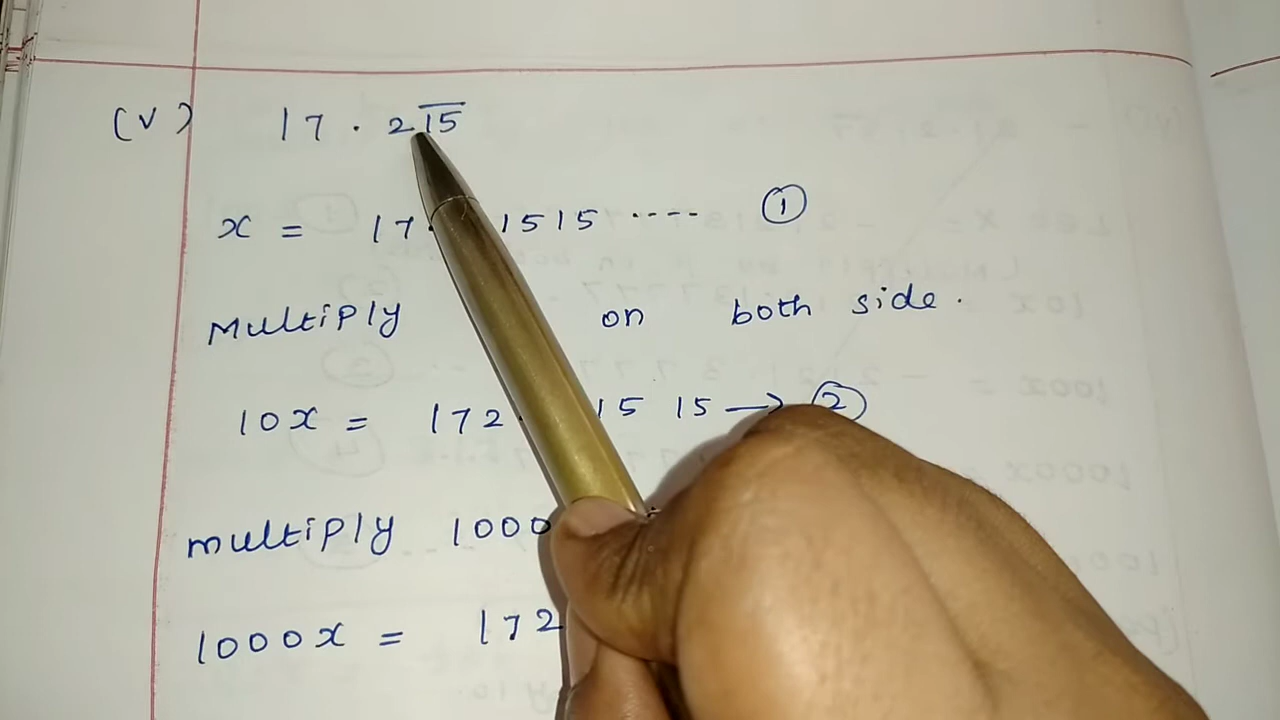 (V) 17.2\overline{15}
x = 17. 1515 .... ①
Multiply on both side.
10x = 172. 15 15 → ②
multiply 1000
1000x = 172